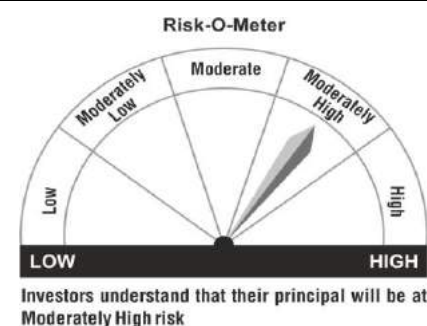 Risk-O-Meter
Moderate
Moderately
Low
Moderately
High
Low
High
LOW HIGH
Investors understand that their principal will be at
Moderately High risk